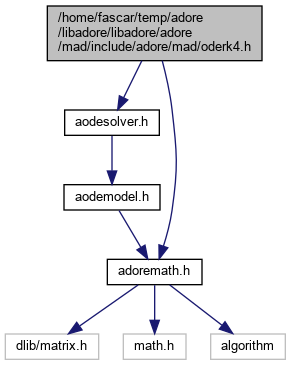 /home/fascar/temp/adore
/libadore/libadore/adore
/mad/include/adore/mad/oderk4.h
aodesolver.h
aodemodel.h
adoremath.h
dlib/matrix.h
math.h
algorithm